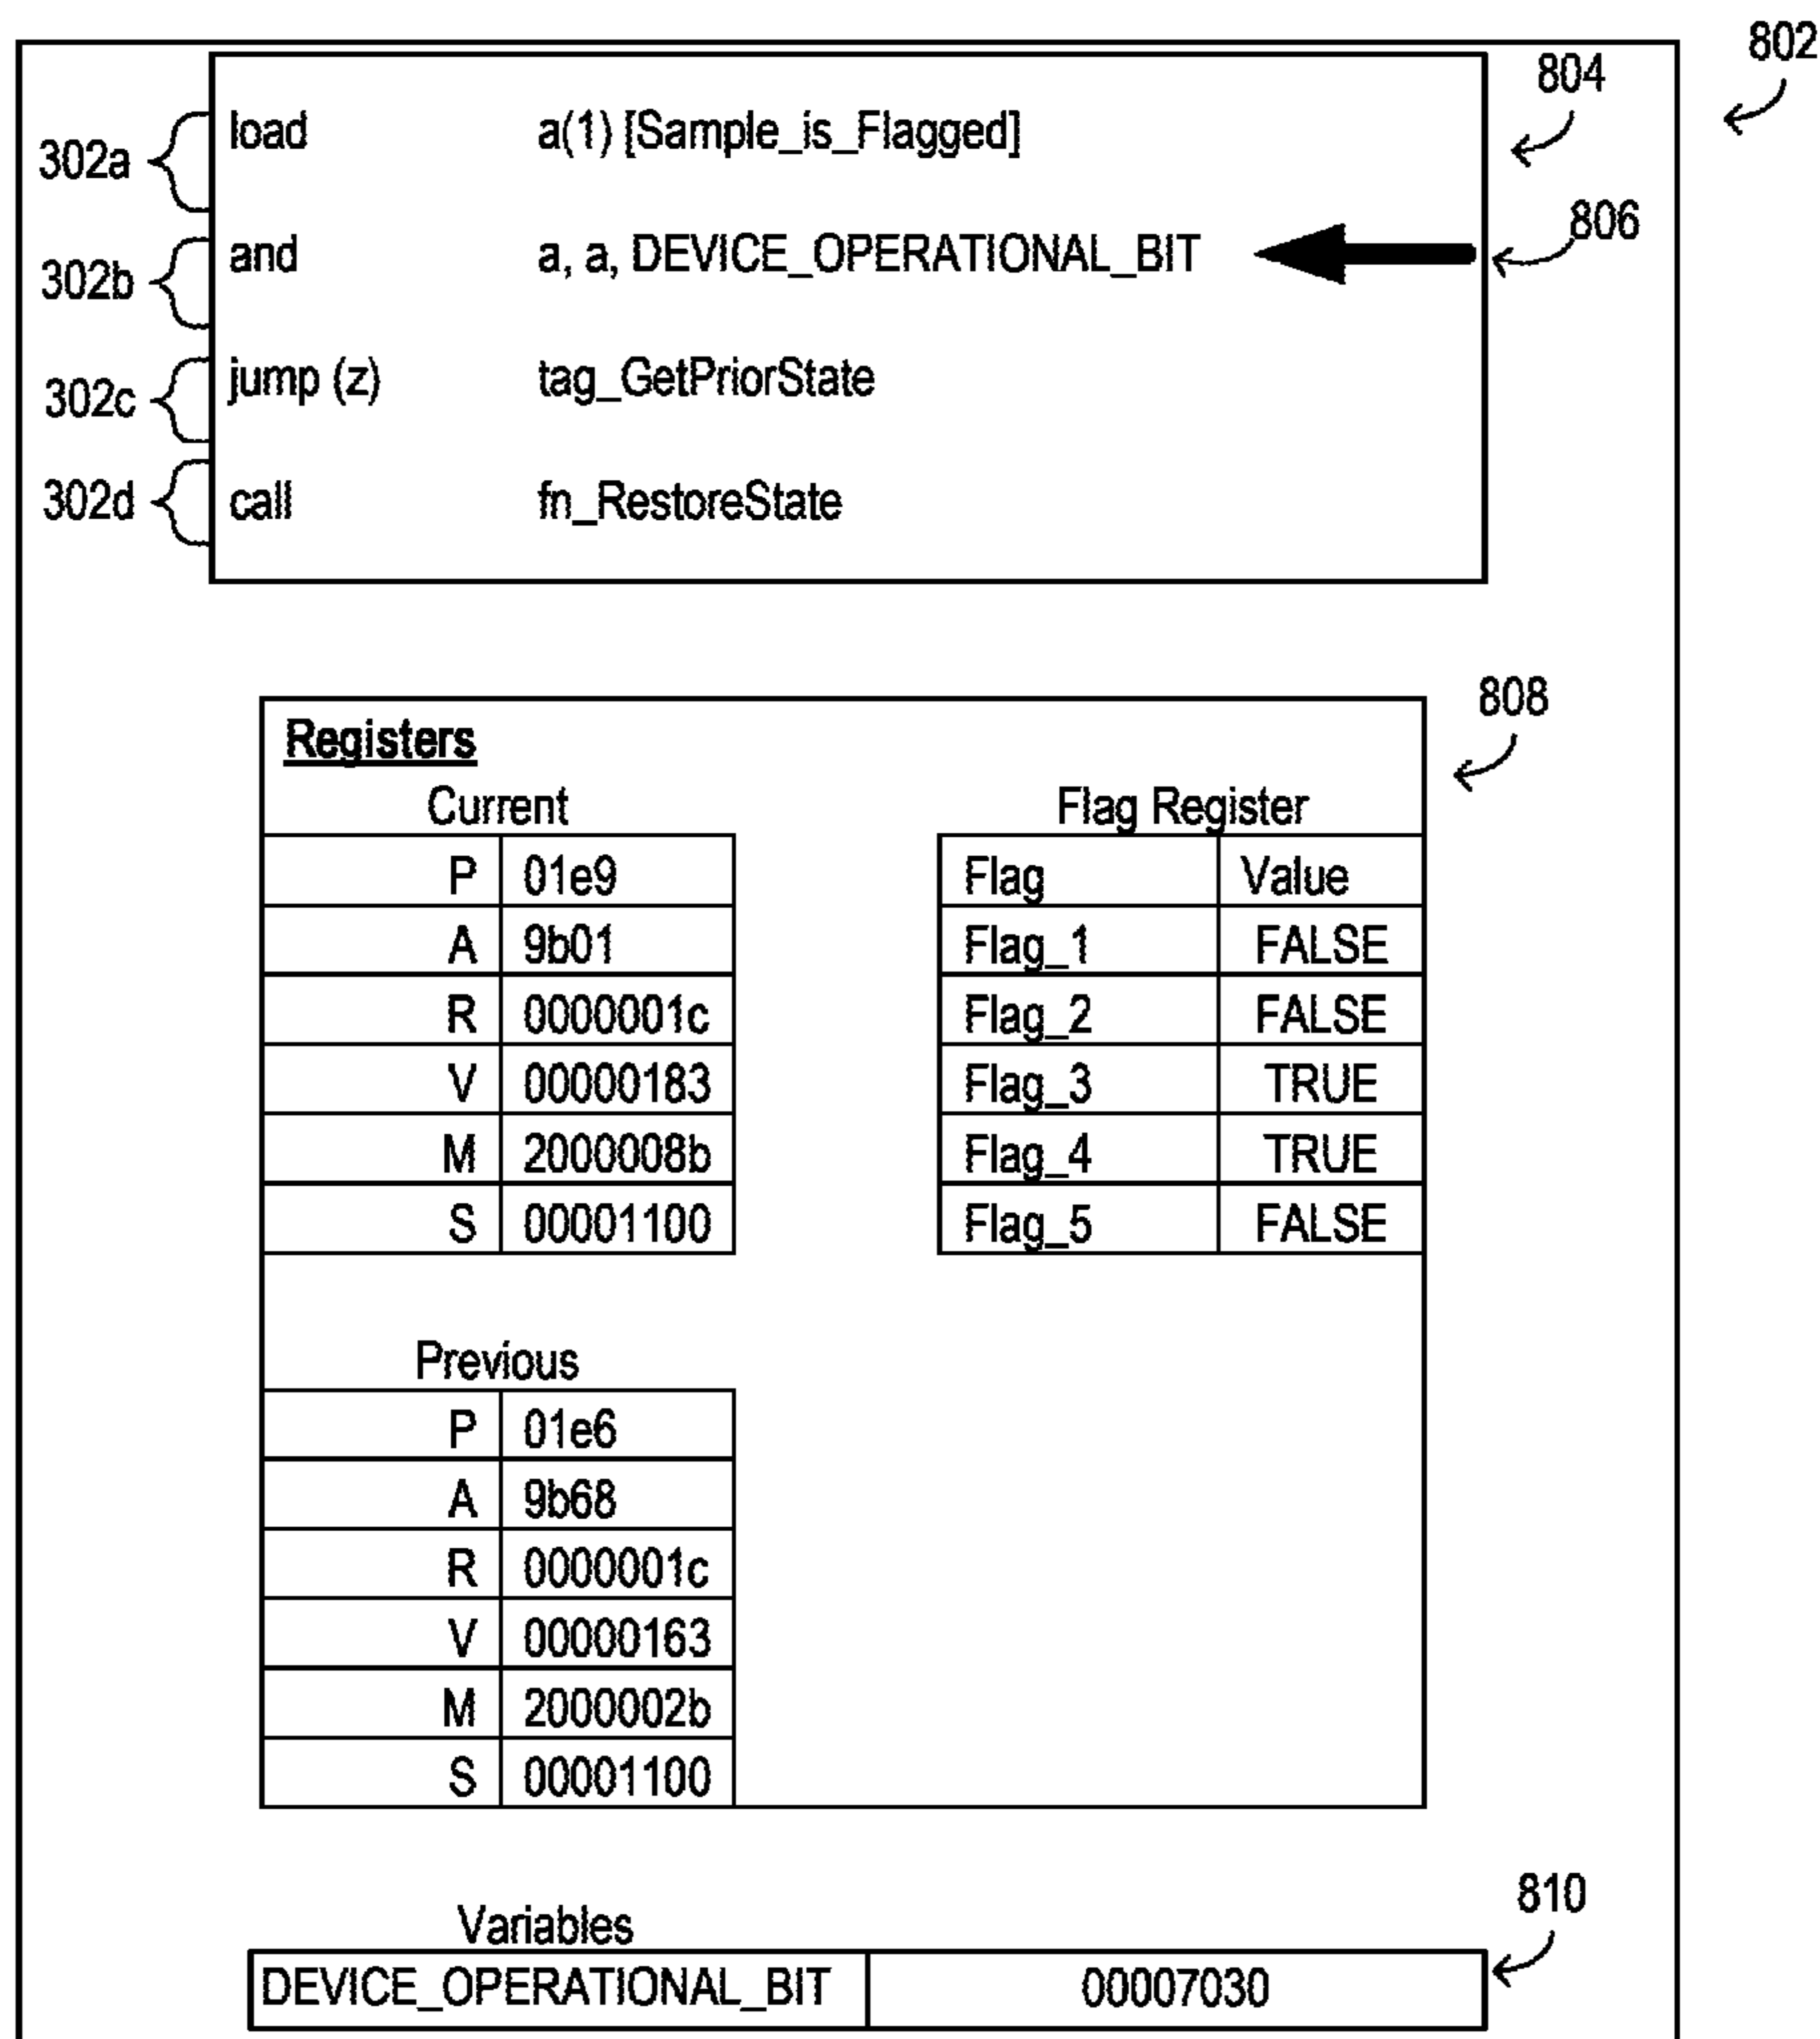 802
804
302a load a(1) [Sample_is_Flagged]
806
302b and a, a, DEVICE_OPERATIONAL_BIT
302c jump (z) tag_GetPriorState
302d call fn_RestoreState
808
Registers
Current Flag Register
P 01e9 Flag Value
A 9b01 Flag_1 FALSE
R 0000001c Flag_2 FALSE
V 00000183 Flag_3 TRUE
M 2000008b Flag_4 TRUE
S 00001100 Flag_5 FALSE
Previous
P 01e6
A 9b68
R 0000001c
V 00000163
M 2000002b
S 00001100
810
Variables
DEVICE_OPERATIONAL_BIT 00007030